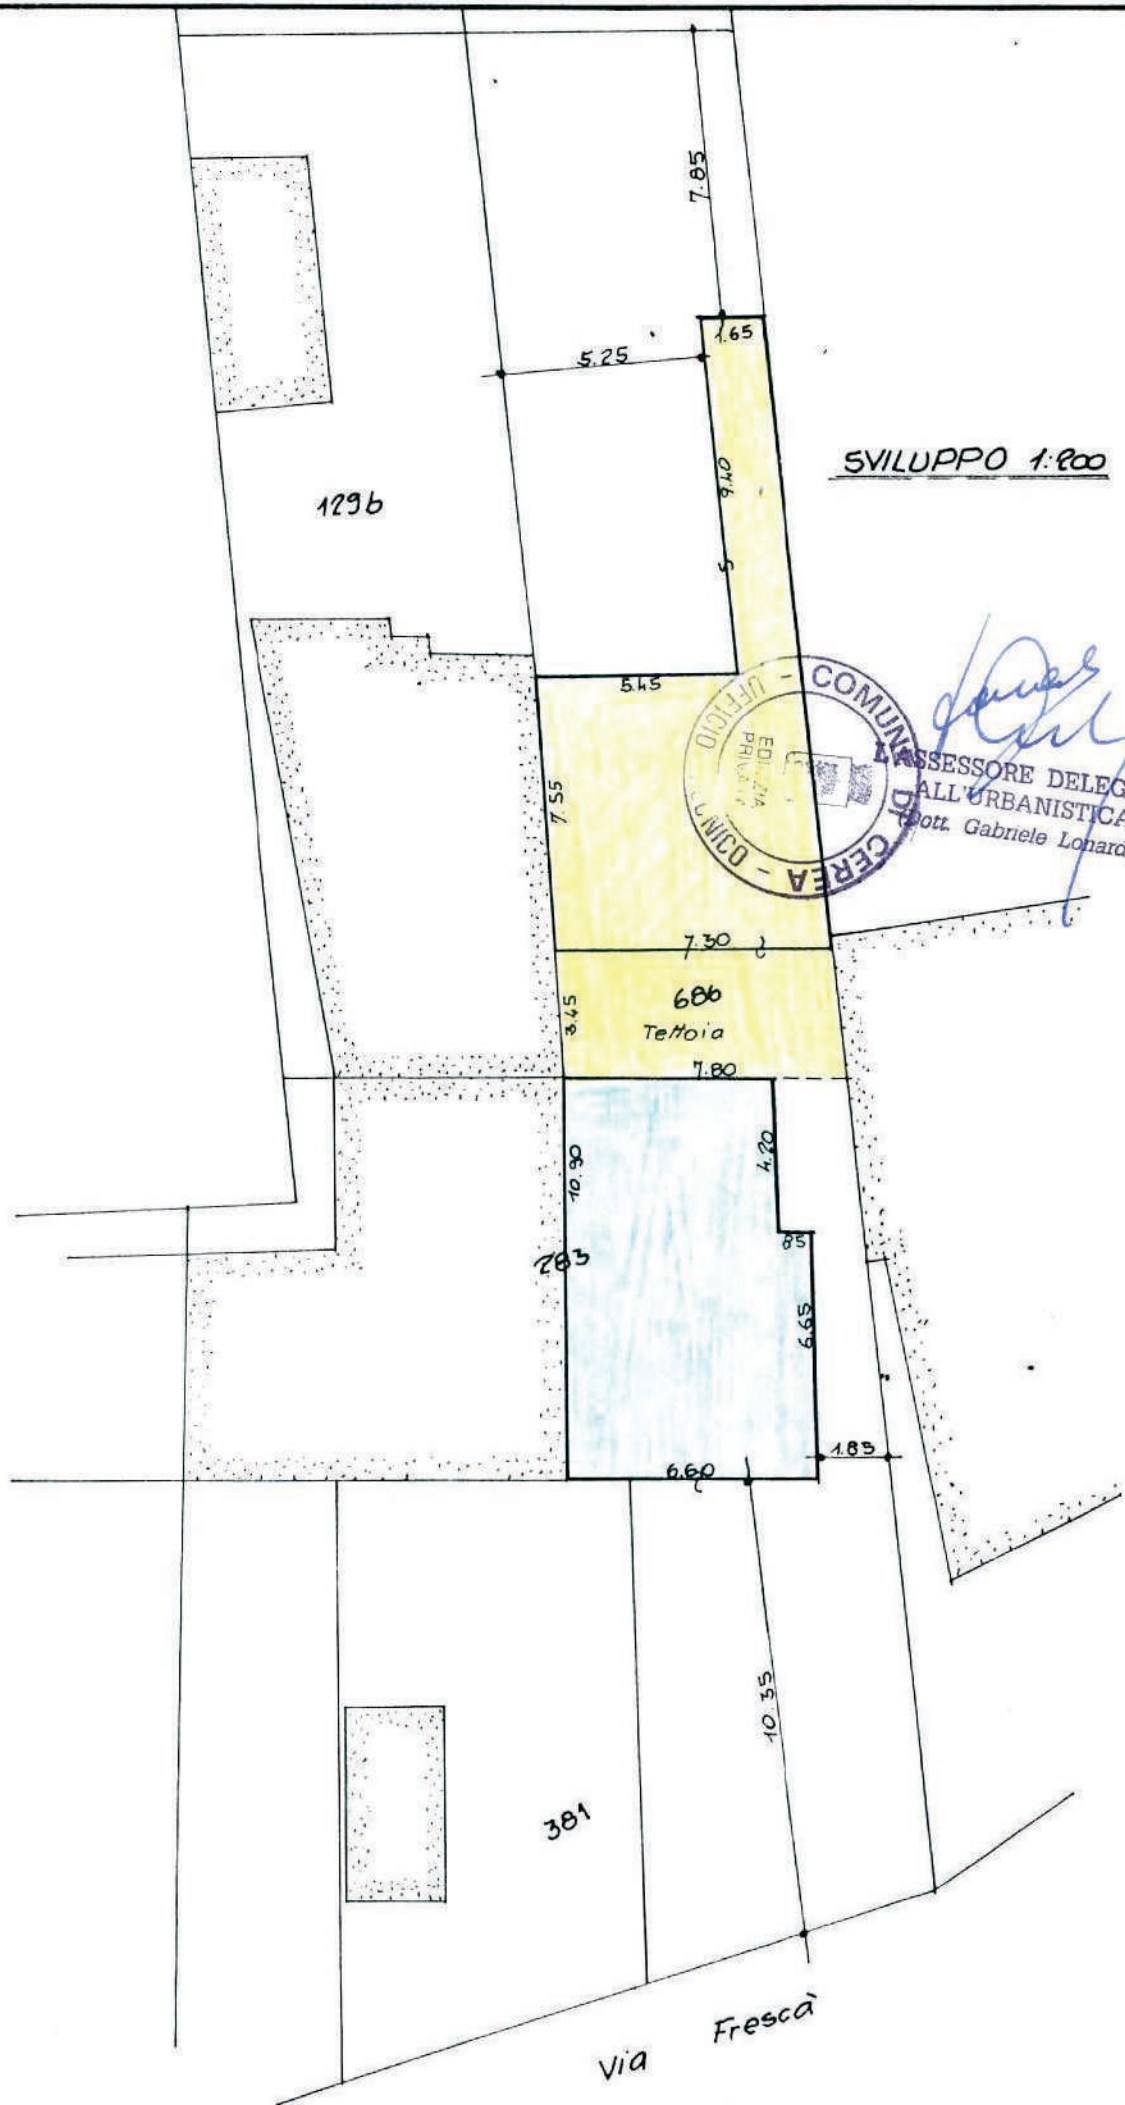 7.85
1.65
5.25
SVILUPPO 1:200
9.40
5
129b
5.45
COMUNE DI CEREA - UFFICIO
EDILIZIA
PRIVATA
L'ASSESSORE DELEG
ALL'URBANISTICA
(Dott. Gabriele Lonard
7.55
7.30
686
3.45
Tettoia
7.80
10.90
4.20
85
283
6.65
1.83
6.60
10.35
381
Via Frescà